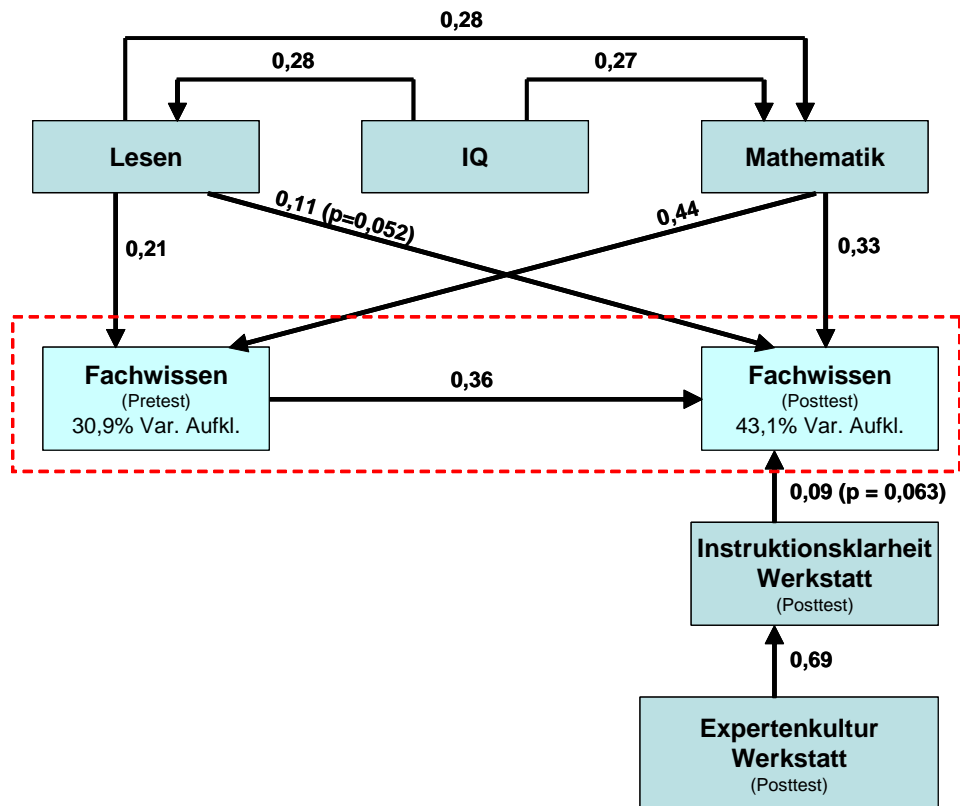 0,28
0,28
0,27
Lesen
IQ
Mathematik
0,11 (p=0,052)
0,44
0,21
0,33
Fachwissen
(Pretest)
30,9% Var. Aufkl.
0,36
Fachwissen
(Posttest)
43,1% Var. Aufkl.
0,09 (p = 0,063)
Instruktionsklarheit
Werkstatt
(Posttest)
0,69
Expertenkultur
Werkstatt
(Posttest)